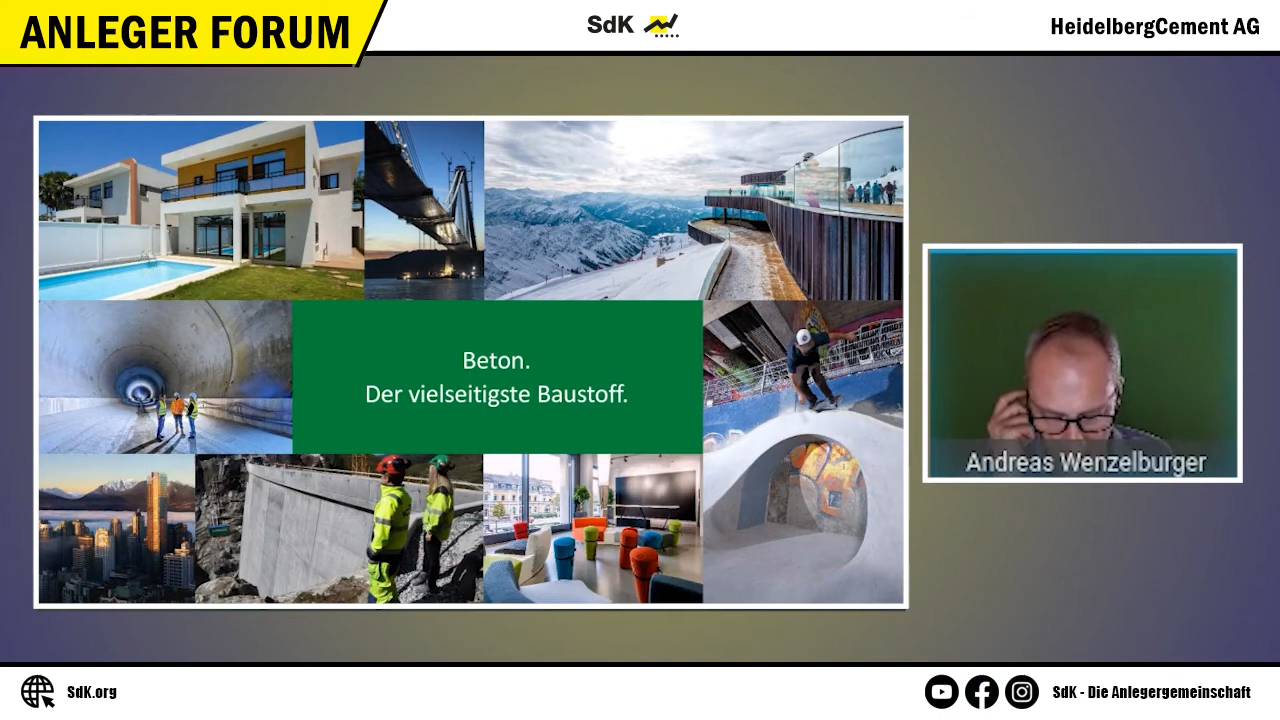 ANLEGER FORUM
SdK
HeidelbergCement AG
Beton.
Der vielseitigste Baustoff.
Andreas Wenzelburger
SdK.org
SdK - Die Anlegergemeinschaft